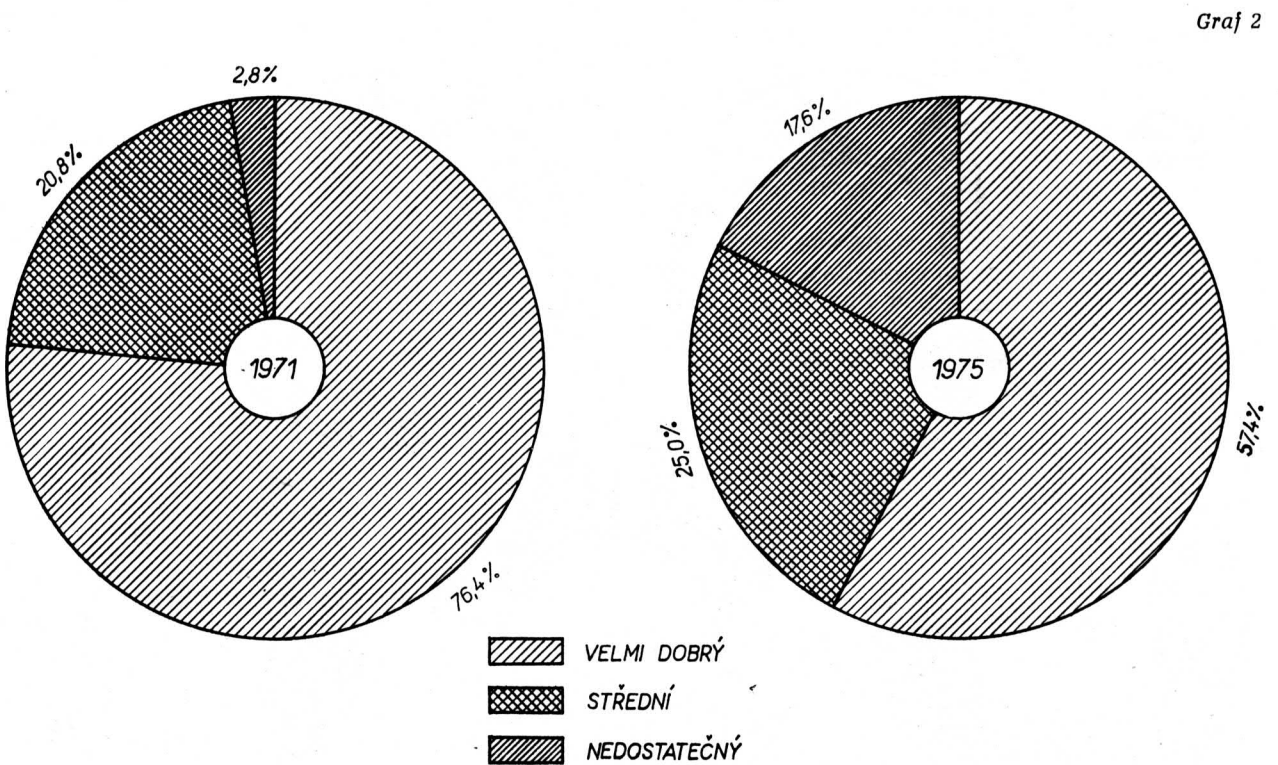 Graf 2
2,8%
20,8%
1971
76,4%
17,6%
1975
25,0%
57,4%
VELMI DOBRÝ
STŘEDNÍ
NEDOSTATEČNÝ